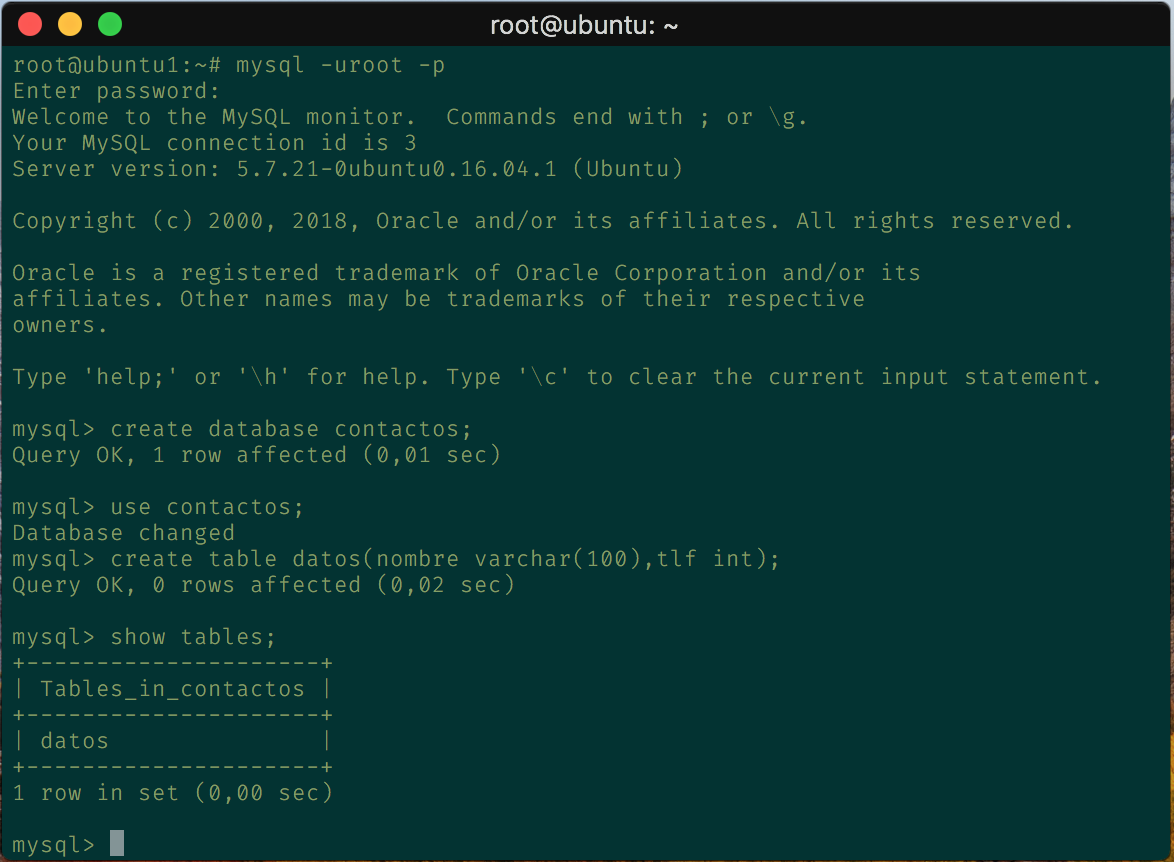 root@ubuntu: ~
root@ubuntu1:~# mysql -uroot -p
Enter password:
Welcome to the MySQL monitor.  Commands end with ; or \g.
Your MySQL connection id is 3
Server version: 5.7.21-0ubuntu0.16.04.1 (Ubuntu)

Copyright (c) 2000, 2018, Oracle and/or its affiliates. All rights reserved.

Oracle is a registered trademark of Oracle Corporation and/or its
affiliates. Other names may be trademarks of their respective
owners.

Type 'help;' or '\h' for help. Type '\c' to clear the current input statement.

mysql> create database contactos;
Query OK, 1 row affected (0,01 sec)

mysql> use contactos;
Database changed
mysql> create table datos(nombre varchar(100),tlf int);
Query OK, 0 rows affected (0,02 sec)

mysql> show tables;
+---------------------+
| Tables_in_contactos |
+---------------------+
| datos               |
+---------------------+
1 row in set (0,00 sec)

mysql>